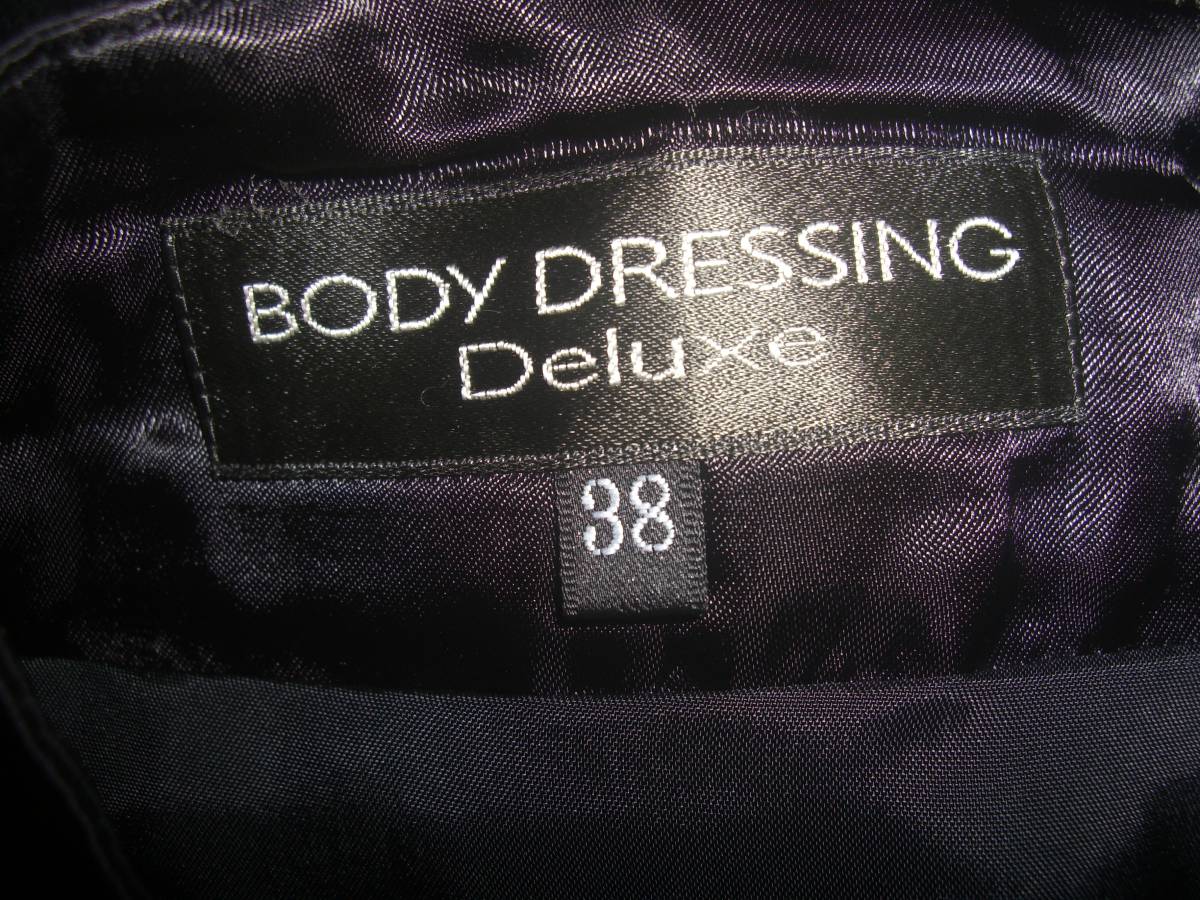 BODY DRESSING
Deluxe
38